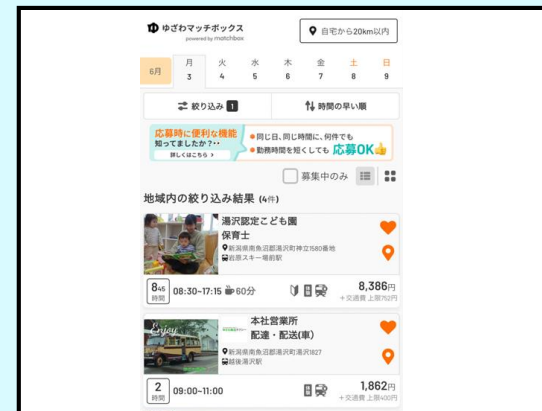 ゆざわマッチボックス
powered by matchbox
自宅から20km以内
6月
月 火 水 木 金 土 日
3 4 5 6 7 8 9
絞り込み 1
時間の早い順
応募時に便利な機能
知ってましたか？‥
詳しくはこちら >
同じ日、同じ時間に、何件でも
勤務時間を短くしても 応募OK
募集中のみ
地域内の絞り込み結果 (4件)
湯沢認定こども園
保育士
新潟県南魚沼郡湯沢町神立1580番地
岩原スキー場前駅
8時間45 08:30~17:15 60分
8,386円
+交通費 上限752円
Enjoy
本社営業所
配達・配送(車)
新潟県南魚沼郡湯沢町湯沢1827
越後湯沢駅
2時間 09:00~11:00
1,862円
+交通費 上限400円